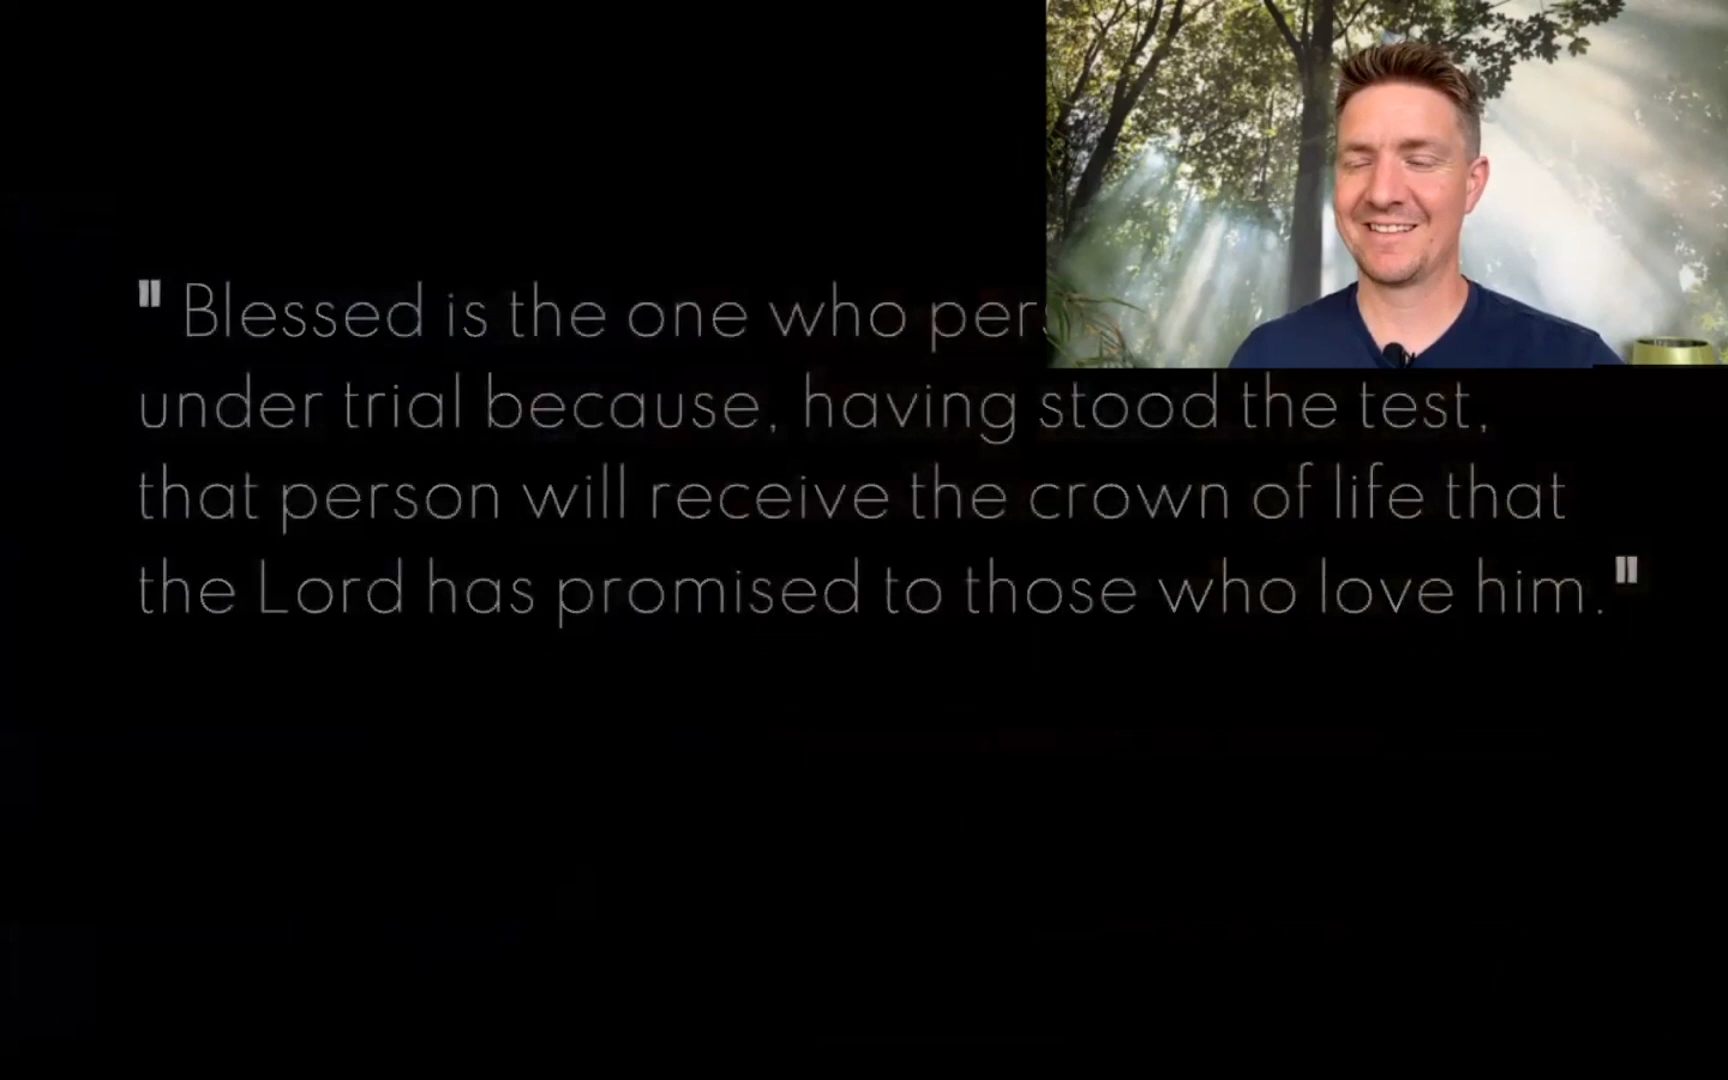 " Blessed is the one who per
under trial because, having stood the test,
that person will receive the crown of life that
the Lord has promised to those who love him."